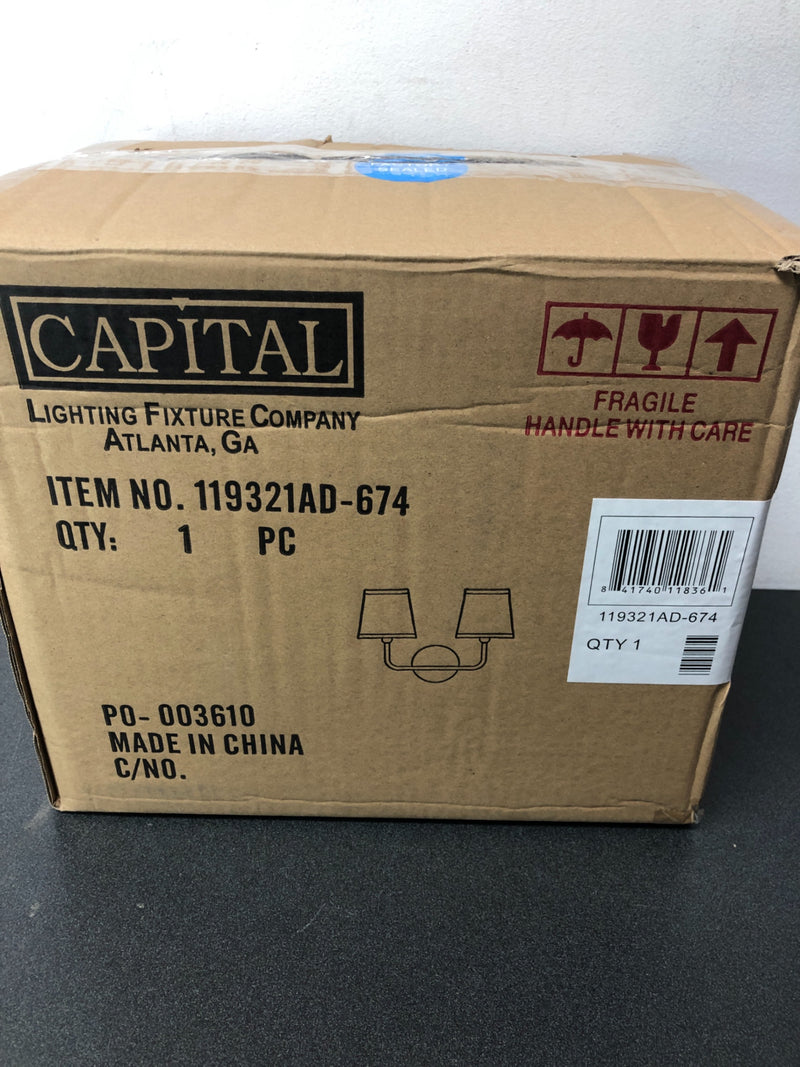 SEALED
CAPITAL
LIGHTING FIXTURE COMPANY
ATLANTA, GA
FRAGILE
HANDLE WITH CARE
ITEM NO. 119321AD-674
QTY: 1 PC
8 41740 11836 1
119321AD-674
QTY 1
PO- 003610
MADE IN CHINA
C/NO.